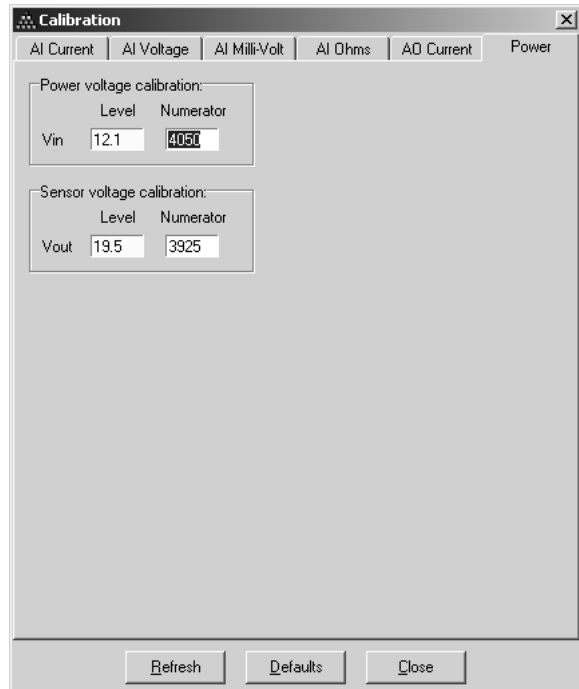 Calibration
AI Current AI Voltage AI Milli-Volt AI Ohms AO Current Power
Power voltage calibration:
Level Numerator
Vin 12.1 4050
Sensor voltage calibration:
Level Numerator
Vout 19.5 3925
Refresh Defaults Close